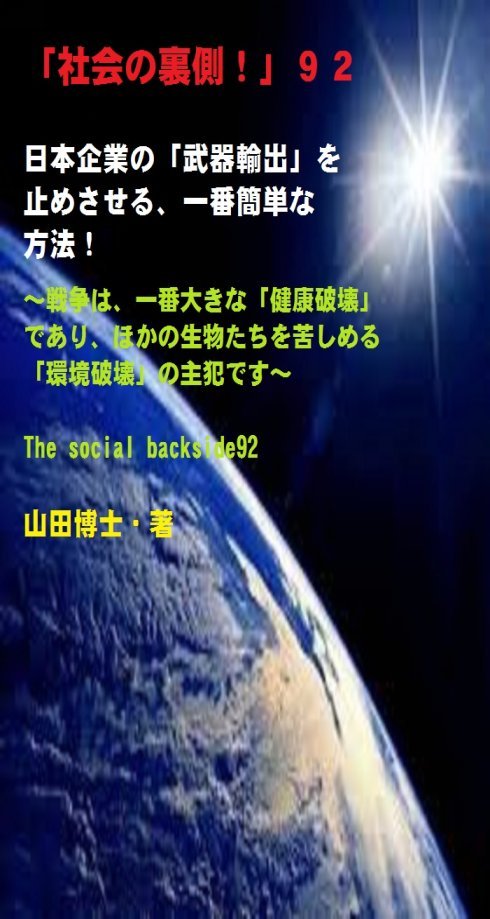 「社会の裏側！」９２
日本企業の「武器輸出」を
止めさせる、一番簡単な
方法！
～戦争は、一番大きな「健康破壊」
であり、ほかの生物たちを苦しめる
「環境破壊」の主犯です～
The social backside92
山田博士・著